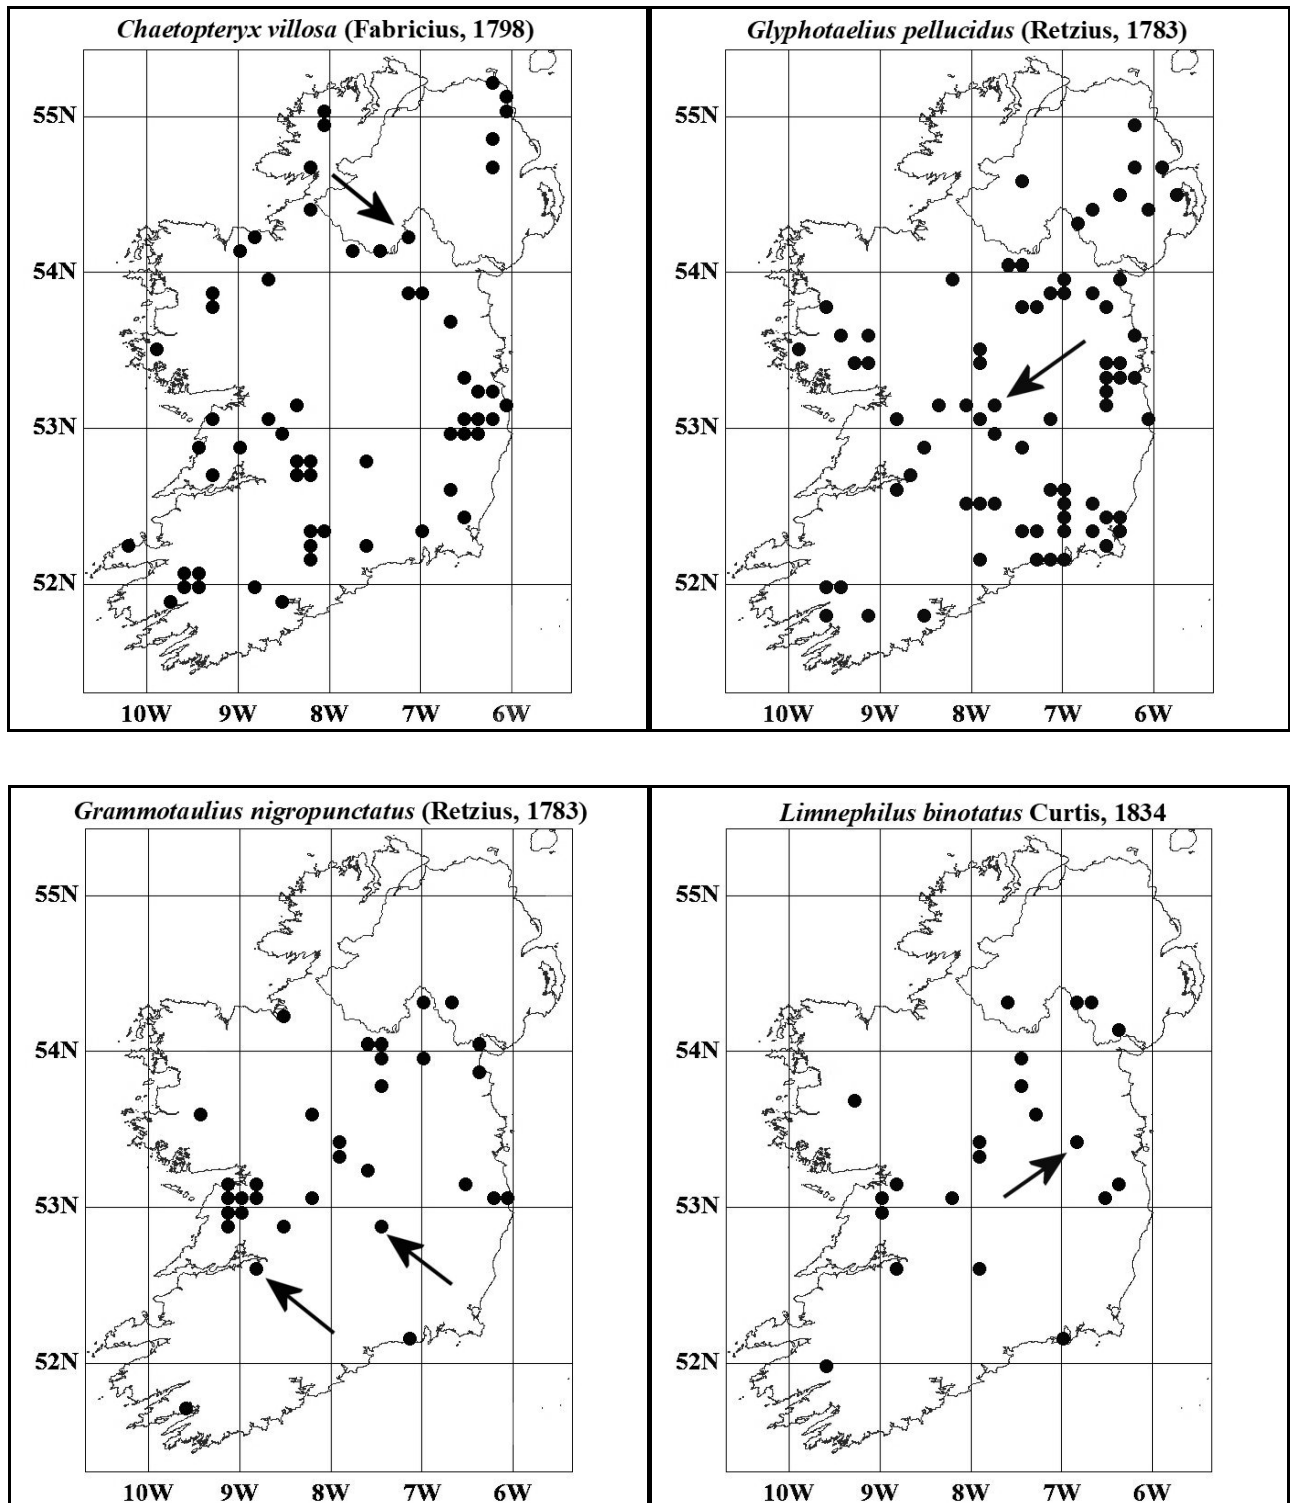 Chaetopteryx villosa (Fabricius, 1798)
55N
54N
53N
52N
10W 9W 8W 7W 6W
Glyphotaelius pellucidus (Retzius, 1783)
55N
54N
53N
52N
10W 9W 8W 7W 6W
Grammotaulius nigropunctatus (Retzius, 1783)
55N
54N
53N
52N
10W 9W 8W 7W 6W
Limnephilus binotatus Curtis, 1834
55N
54N
53N
52N
10W 9W 8W 7W 6W